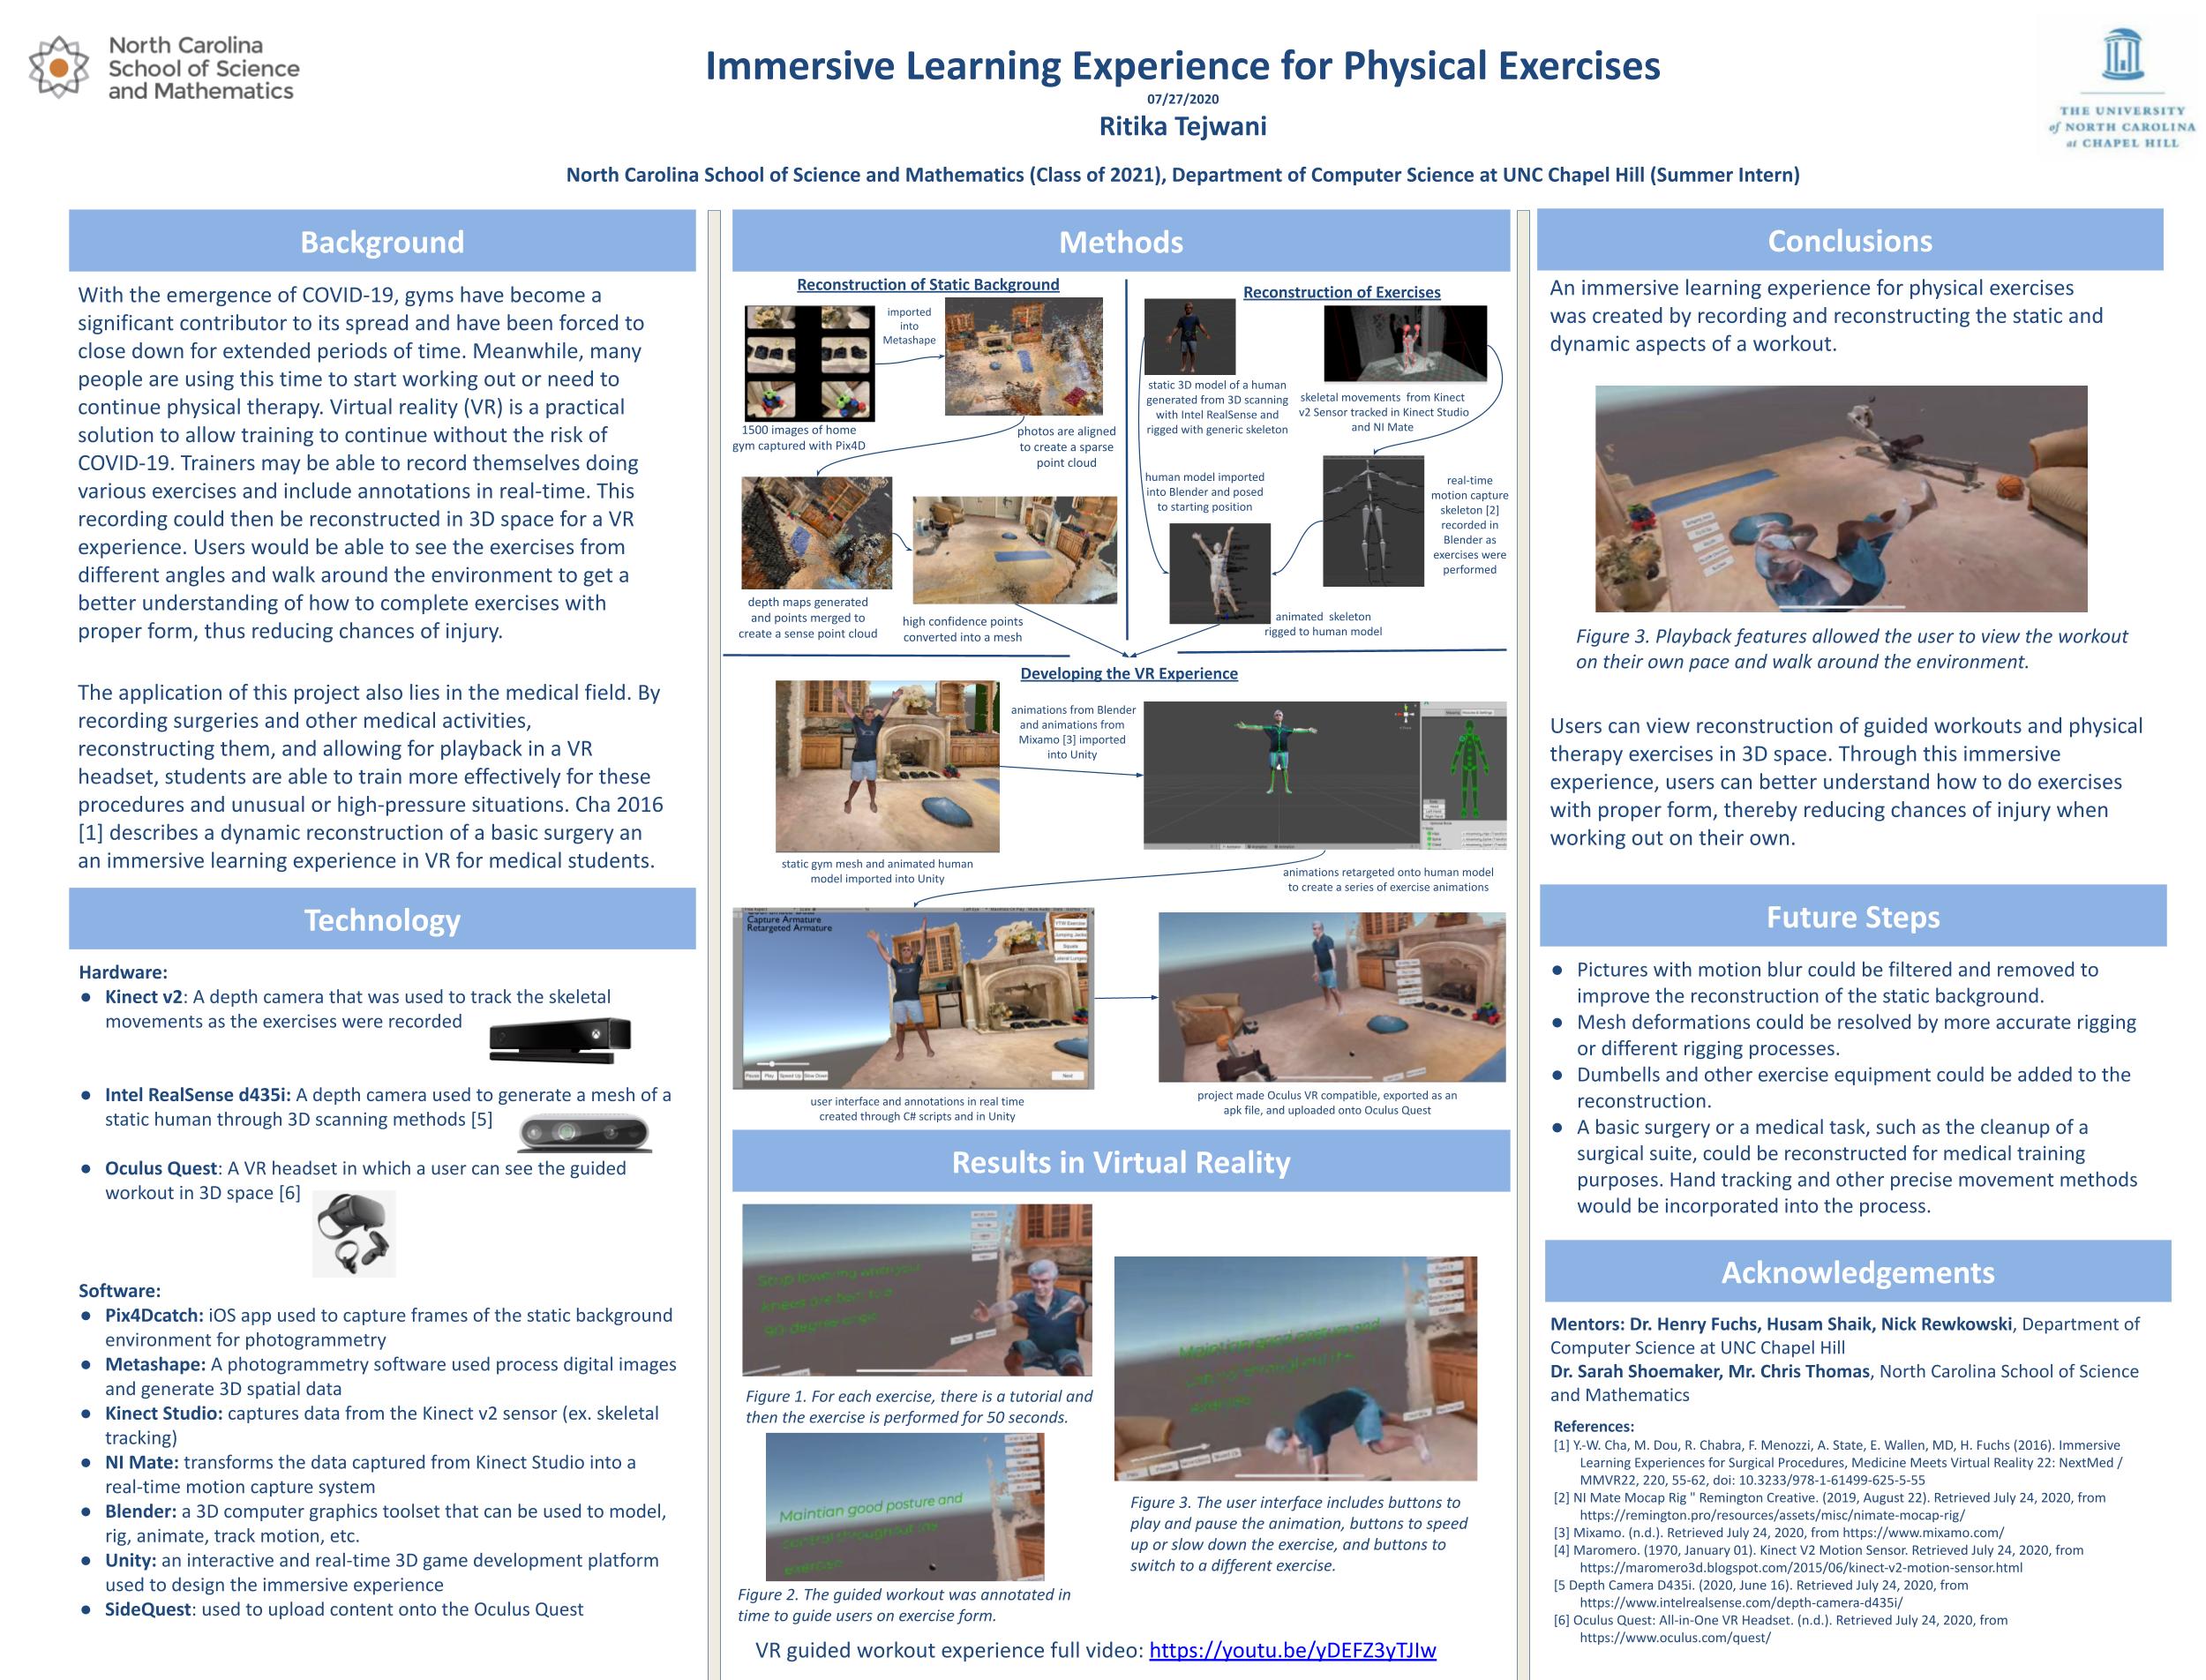 North Carolina
School of Science
and Mathematics
Immersive Learning Experience for Physical Exercises
07/27/2020
Ritika Tejwani
North Carolina School of Science and Mathematics (Class of 2021), Department of Computer Science at UNC Chapel Hill (Summer Intern)
THE UNIVERSITY
of NORTH CAROLINA
at CHAPEL HILL
Background
With the emergence of COVID-19, gyms have become a
significant contributor to its spread and have been forced to
close down for extended periods of time. Meanwhile, many
people are using this time to start working out or need to
continue physical therapy. Virtual reality (VR) is a practical
solution to allow training to continue without the risk of
COVID-19. Trainers may be able to record themselves doing
various exercises and include annotations in real-time. This
recording could then be reconstructed in 3D space for a VR
experience. Users would be able to see the exercises from
different angles and walk around the environment to get a
better understanding of how to complete exercises with
proper form, thus reducing chances of injury.
The application of this project also lies in the medical field. By
recording surgeries and other medical activities,
reconstructing them, and allowing for playback in a VR
headset, students are able to train more effectively for these
procedures and unusual or high-pressure situations. Cha 2016
[1] describes a dynamic reconstruction of a basic surgery an
an immersive learning experience in VR for medical students.
Technology
Hardware:
● Kinect v2: A depth camera that was used to track the skeletal
movements as the exercises were recorded
● Intel RealSense d435i: A depth camera used to generate a mesh of a
static human through 3D scanning methods [5]
● Oculus Quest: A VR headset in which a user can see the guided
workout in 3D space [6]
Software:
● Pix4Dcatch: iOS app used to capture frames of the static background
environment for photogrammetry
● Metashape: A photogrammetry software used process digital images
and generate 3D spatial data
● Kinect Studio: captures data from the Kinect v2 sensor (ex. skeletal
tracking)
● NI Mate: transforms the data captured from Kinect Studio into a
real-time motion capture system
● Blender: a 3D computer graphics toolset that can be used to model,
rig, animate, track motion, etc.
● Unity: an interactive and real-time 3D game development platform
used to design the immersive experience
● SideQuest: used to upload content onto the Oculus Quest
Methods
Reconstruction of Static Background
imported
into
Metashape
1500 images of home
gym captured with Pix4D
photos are aligned
to create a sparse
point cloud
depth maps generated
and points merged to
create a sense point cloud
high confidence points
converted into a mesh
Reconstruction of Exercises
static 3D model of a human
generated from 3D scanning
with Intel RealSense and
rigged with generic skeleton
skeletal movements from Kinect
v2 Sensor tracked in Kinect Studio
and NI Mate
human model imported
into Blender and posed
to starting position
real-time
motion capture
skeleton [2]
recorded in
Blender as
exercises were
performed
animated skeleton
rigged to human model
Developing the VR Experience
animations from Blender
and animations from
Mixamo [3] imported
into Unity
static gym mesh and animated human
model imported into Unity
animations retargeted onto human model
to create a series of exercise animations
Capture Armature
Retargeted Armature
YTW Exercise
Jumping Jacks
Squats
Lateral Lunges
Pause
Play
Speed Up
Slow Down
Next
user interface and annotations in real time
created through C# scripts and in Unity
project made Oculus VR compatible, exported as an
apk file, and uploaded onto Oculus Quest
Results in Virtual Reality
Stop lowering when your
knees are bent to a
90 degree angle
Figure 1. For each exercise, there is a tutorial and
then the exercise is performed for 50 seconds.
Maintian good posture and
control throughout the
exercise
Figure 2. The guided workout was annotated in
time to guide users on exercise form.
Maintian good posture and
control throughout the
exercise
Figure 3. The user interface includes buttons to
play and pause the animation, buttons to speed
up or slow down the exercise, and buttons to
switch to a different exercise.
VR guided workout experience full video: https://youtu.be/yDEFZ3yTJIw
Conclusions
An immersive learning experience for physical exercises
was created by recording and reconstructing the static and
dynamic aspects of a workout.
Figure 3. Playback features allowed the user to view the workout
on their own pace and walk around the environment.
Users can view reconstruction of guided workouts and physical
therapy exercises in 3D space. Through this immersive
experience, users can better understand how to do exercises
with proper form, thereby reducing chances of injury when
working out on their own.
Future Steps
● Pictures with motion blur could be filtered and removed to
improve the reconstruction of the static background.
● Mesh deformations could be resolved by more accurate rigging
or different rigging processes.
● Dumbells and other exercise equipment could be added to the
reconstruction.
● A basic surgery or a medical task, such as the cleanup of a
surgical suite, could be reconstructed for medical training
purposes. Hand tracking and other precise movement methods
would be incorporated into the process.
Acknowledgements
Mentors: Dr. Henry Fuchs, Husam Shaik, Nick Rewkowski, Department of
Computer Science at UNC Chapel Hill
Dr. Sarah Shoemaker, Mr. Chris Thomas, North Carolina School of Science
and Mathematics
References:
[1] Y.-W. Cha, M. Dou, R. Chabra, F. Menozzi, A. State, E. Wallen, MD, H. Fuchs (2016). Immersive
Learning Experiences for Surgical Procedures, Medicine Meets Virtual Reality 22: NextMed /
MMVR22, 220, 55-62, doi: 10.3233/978-1-61499-625-5-55
[2] NI Mate Mocap Rig " Remington Creative. (2019, August 22). Retrieved July 24, 2020, from
https://remington.pro/resources/assets/misc/nimate-mocap-rig/
[3] Mixamo. (n.d.). Retrieved July 24, 2020, from https://www.mixamo.com/
[4] Maromero. (1970, January 01). Kinect V2 Motion Sensor. Retrieved July 24, 2020, from
https://maromero3d.blogspot.com/2015/06/kinect-v2-motion-sensor.html
[5 Depth Camera D435i. (2020, June 16). Retrieved July 24, 2020, from
https://www.intelrealsense.com/depth-camera-d435i/
[6] Oculus Quest: All-in-One VR Headset. (n.d.). Retrieved July 24, 2020, from
https://www.oculus.com/quest/